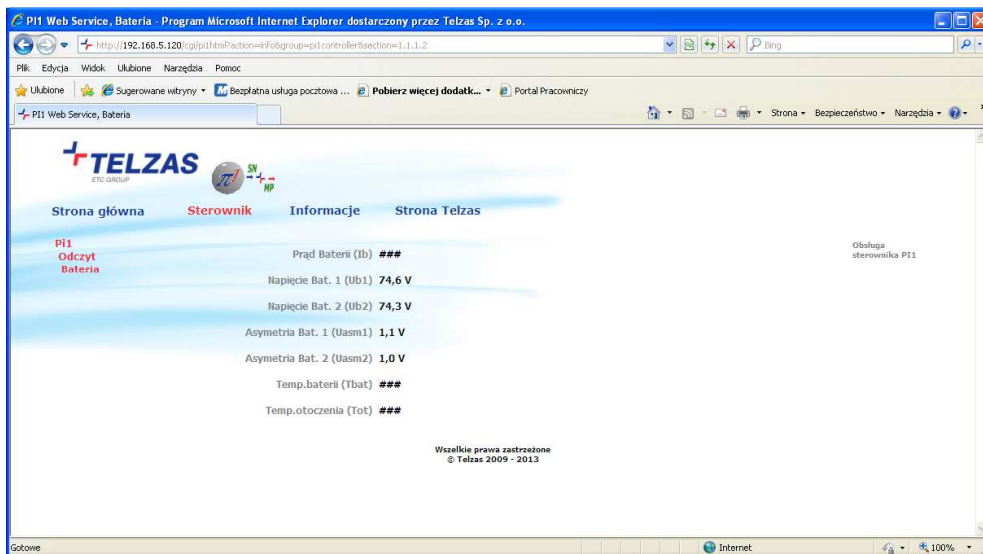 PI1 Web Service, Bateria - Program Microsoft Internet Explorer dostarczony przez Telzas Sp. z o.o.
http://192.168.5.120/cgi/pi1html?action=info&group=pi1controller&section=1.1.1.2
Bing
Plik Edycja Widok Ulubione Narzędzia Pomoc
Ulubione Sugerowane witryny Bezpłatna usługa pocztowa ... Pobierz więcej dodatk... Portal Pracowniczy
PI1 Web Service, Bateria
Strona Bezpieczeństwo Narzędzia
TELZAS
ETC GROUP
SN
MP
Strona główna Sterownik Informacje Strona Telzas
Pi1
Odczyt
Bateria
Obsługa
sterownika PI1
Prąd Baterii (Ib) ###
Napięcie Bat. 1 (Ub1) 74,6 V
Napięcie Bat. 2 (Ub2) 74,3 V
Asymetria Bat. 1 (Uasm1) 1,1 V
Asymetria Bat. 2 (Uasm2) 1,0 V
Temp.baterii (Tbat) ###
Temp.otoczenia (Tot) ###
Wszelkie prawa zastrzeżone
© Telzas 2009 - 2013
Gotowe Internet 100%